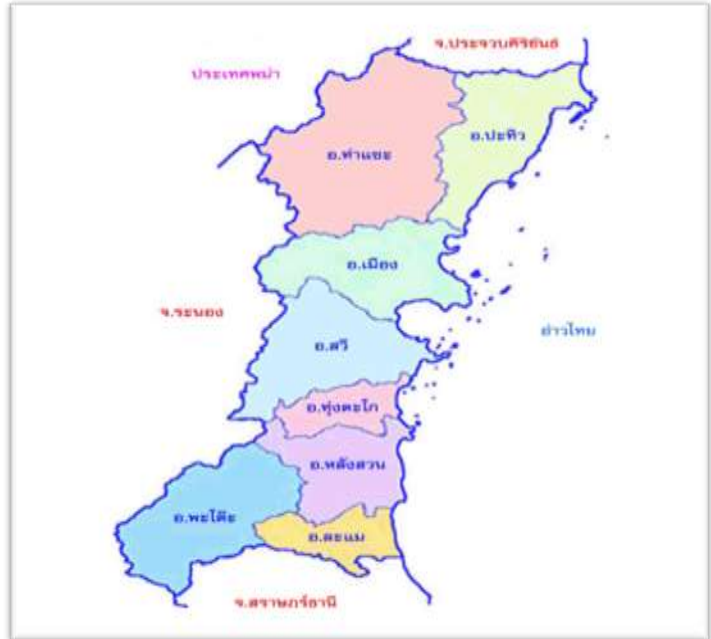 จ.ประจวบคีรีขันธ์
ประเทศพม่า
อ.ปะทิว
อ.ท่าแซะ
อ.เมือง
จ.ระนอง
อ่าวไทย
อ.สวี
อ.ทุ่งตะโก
อ.หลังสวน
อ.พะโต๊ะ
อ.ละแม
จ.สุราษฎร์ธานี